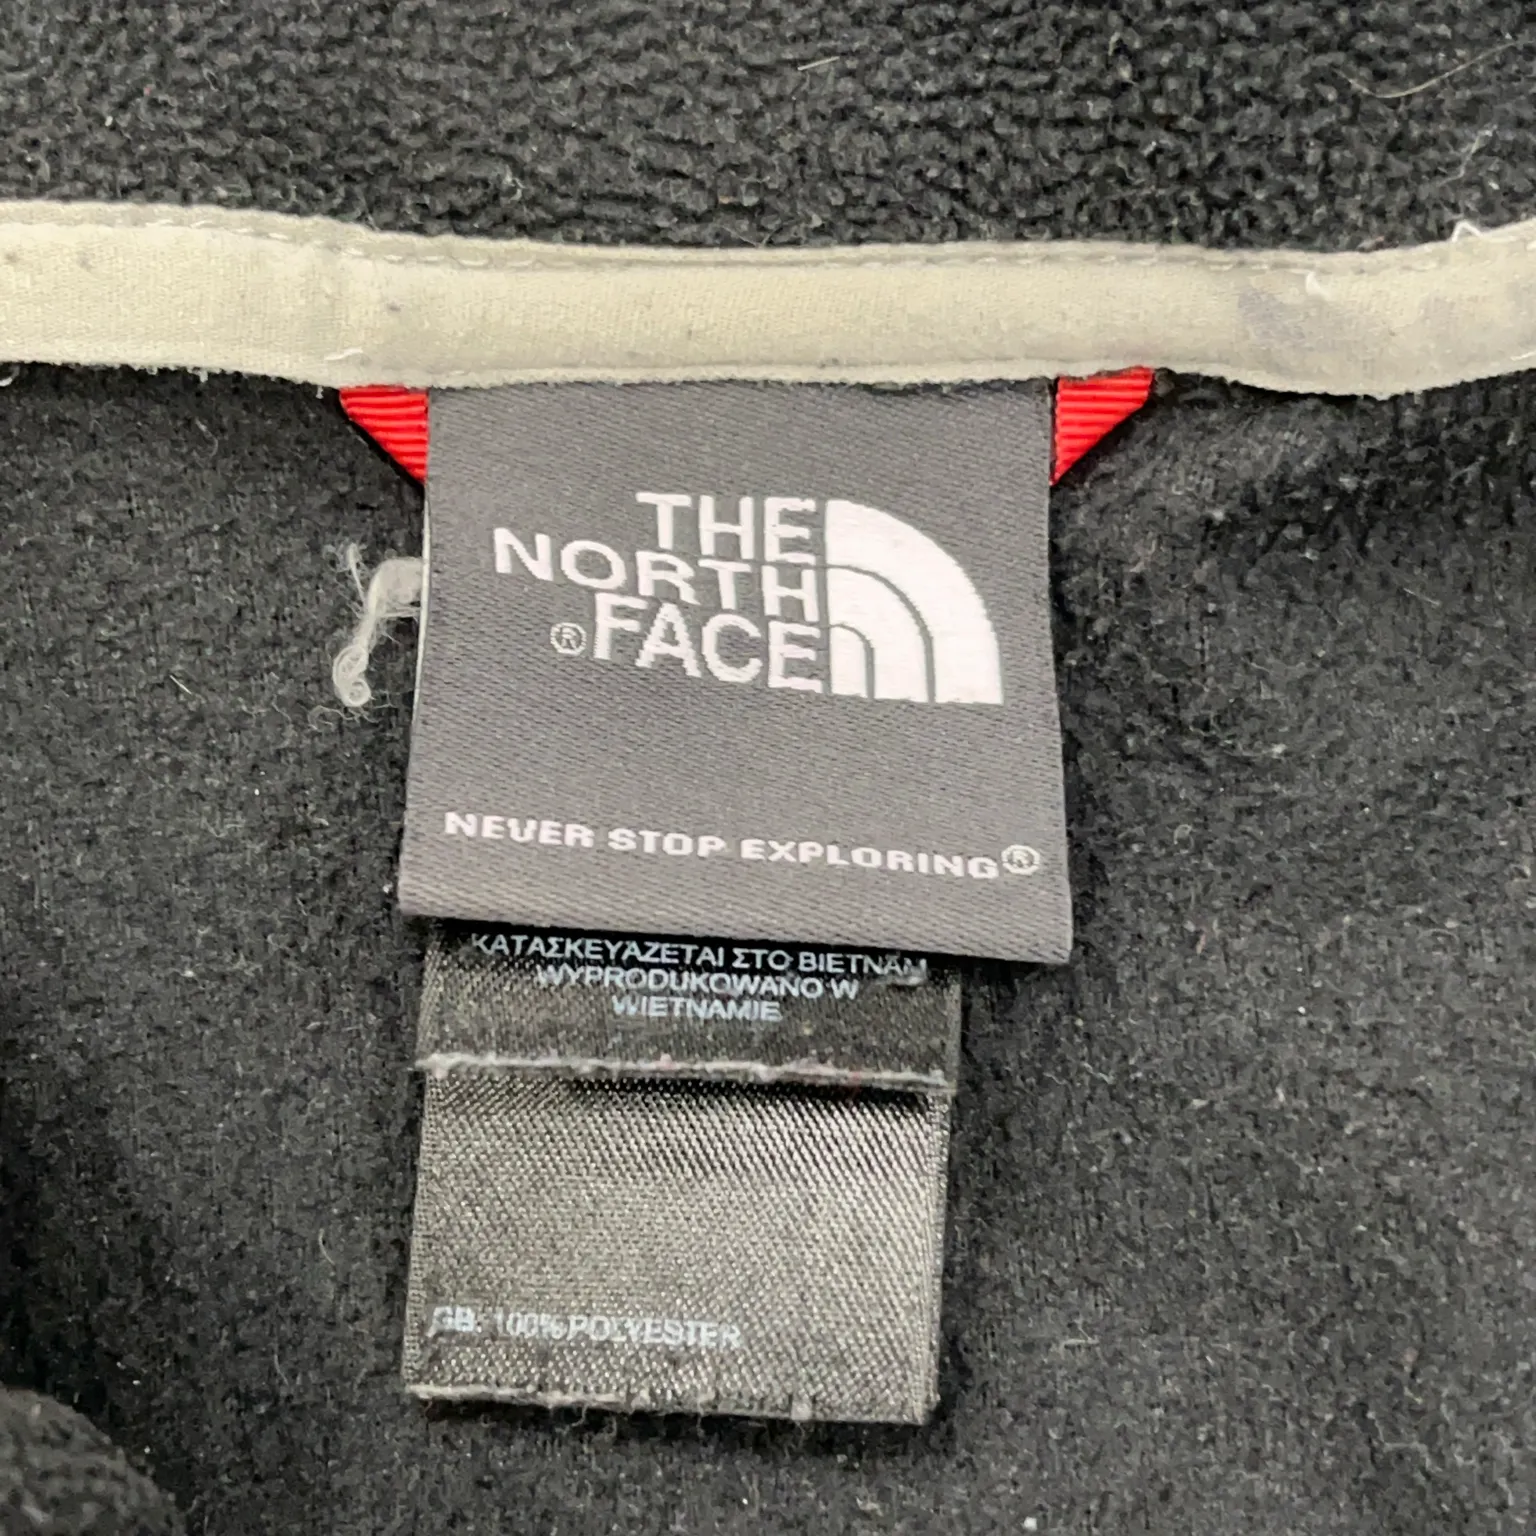 THE
NORTH
®FACE
NEVER STOP EXPLORING®
ΚΑΤΑΣΚΕΥΑΖΕΤΑΙ ΣΤΟ ΒΙΕΤΝΑΜ
WYPRODUKOWANO W
WIETNAMIE
GB: 100% POLYESTER